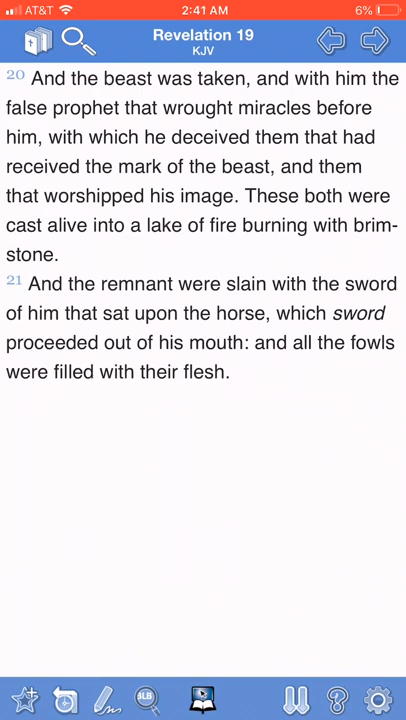 AT&T 2:41 AM 6%
Revelation 19
KJV
20 And the beast was taken, and with him the
false prophet that wrought miracles before
him, with which he deceived them that had
received the mark of the beast, and them
that worshipped his image. These both were
cast alive into a lake of fire burning with brim-
stone.
21 And the remnant were slain with the sword
of him that sat upon the horse, which sword
proceeded out of his mouth: and all the fowls
were filled with their flesh.
BLB